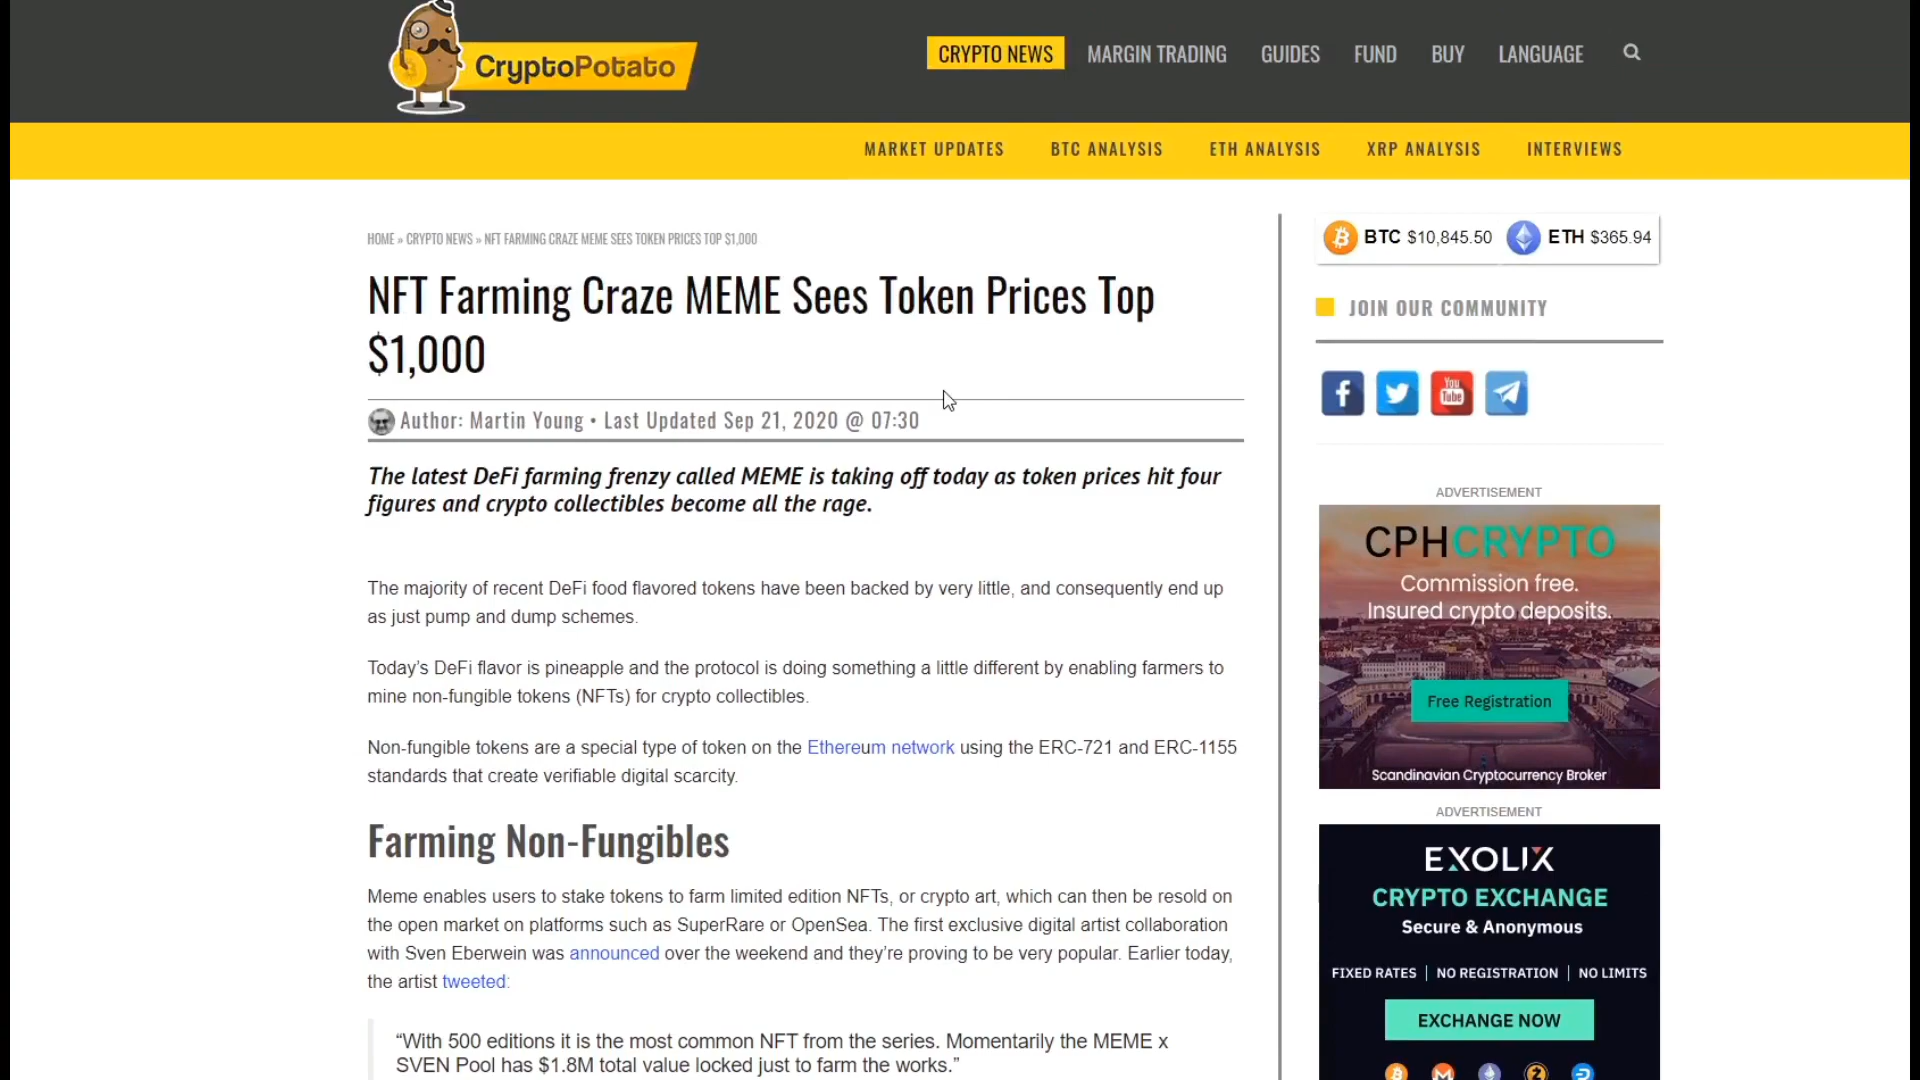 CryptoPotato
CRYPTO NEWS MARGIN TRADING GUIDES FUND BUY LANGUAGE
MARKET UPDATES BTC ANALYSIS ETH ANALYSIS XRP ANALYSIS INTERVIEWS
HOME » CRYPTO NEWS » NFT FARMING CRAZE MEME SEES TOKEN PRICES TOP $1,000
NFT Farming Craze MEME Sees Token Prices Top
$1,000
Author: Martin Young • Last Updated Sep 21, 2020 @ 07:30
The latest DeFi farming frenzy called MEME is taking off today as token prices hit four
figures and crypto collectibles become all the rage.
The majority of recent DeFi food flavored tokens have been backed by very little, and consequently end up
as just pump and dump schemes.
Today’s DeFi flavor is pineapple and the protocol is doing something a little different by enabling farmers to
mine non-fungible tokens (NFTs) for crypto collectibles.
Non-fungible tokens are a special type of token on the Ethereum network using the ERC-721 and ERC-1155
standards that create verifiable digital scarcity.
Farming Non-Fungibles
Meme enables users to stake tokens to farm limited edition NFTs, or crypto art, which can then be resold on
the open market on platforms such as SuperRare or OpenSea. The first exclusive digital artist collaboration
with Sven Eberwein was announced over the weekend and they’re proving to be very popular. Earlier today,
the artist tweeted:
“With 500 editions it is the most common NFT from the series. Momentarily the MEME x
SVEN Pool has $1.8M total value locked just to farm the works.”
BTC $10,845.50 ETH $365.94
JOIN OUR COMMUNITY
You
Tube
ADVERTISEMENT
CPHCRYPTO
Commission free.
Insured crypto deposits.
Free Registration
Scandinavian Cryptocurrency Broker
ADVERTISEMENT
EXOLIX
CRYPTO EXCHANGE
Secure & Anonymous
FIXED RATES | NO REGISTRATION | NO LIMITS
EXCHANGE NOW